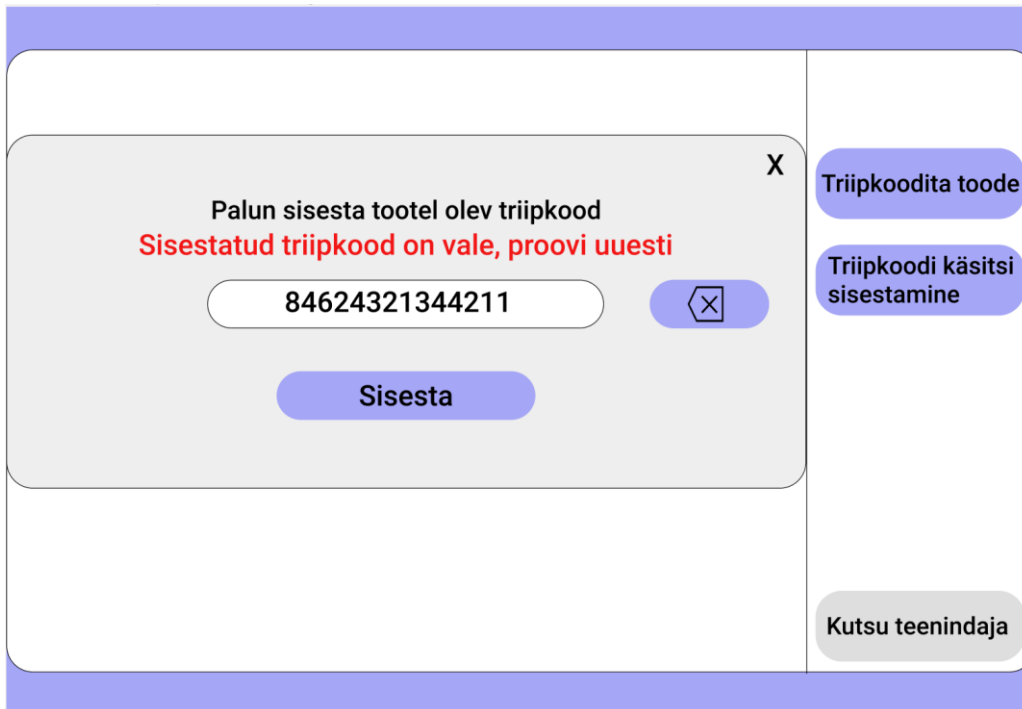 X
Palun sisesta tootel olev triipkood
Sisestatud triipkood on vale, proovi uuesti
84624321344211
Sisesta
Triipkoodita toode
Triipkoodi käsitsi
sisestamine
Kutsu teenindaja